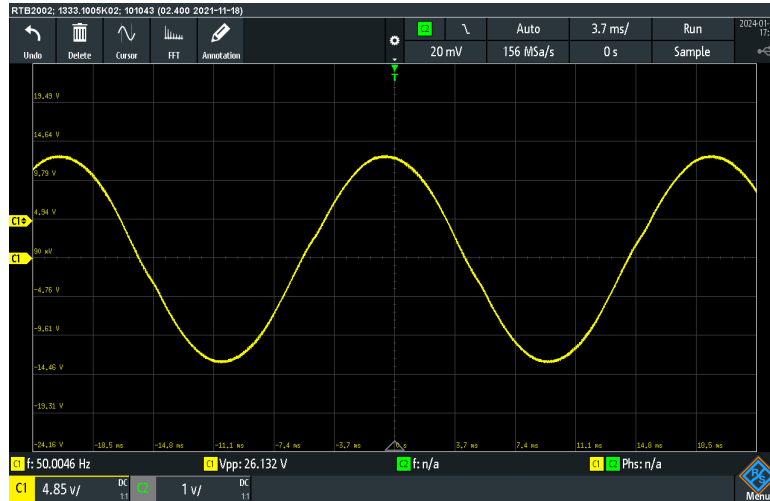 RTB2002; 1333.1005K02; 101043 (02.400 2021-11-18)
Undo Delete Cursor FFT Annotation
C2 Auto 3.7 ms/ Run
20 mV 156 MSa/s 0 s Sample
2024-01-
17:
T
19,49 V
14,64 V
9,79 V
4,94 V
C1
90 mV
C1
-4,76 V
-9,61 V
-14,46 V
-19,31 V
-24,16 V -18,5 ms -14,8 ms -11,1 ms -7,4 ms -3,7 ms 0 s 3,7 ms 7,4 ms 11,1 ms 14,8 ms 18,5 ms
C1 f: 50.0046 Hz C1 Vpp: 26.132 V C2 f: n/a C1 C2 Phs: n/a
C1 4.85 v/ DC 1:1 C2 1 v/ DC 1:1
R&S
Menu